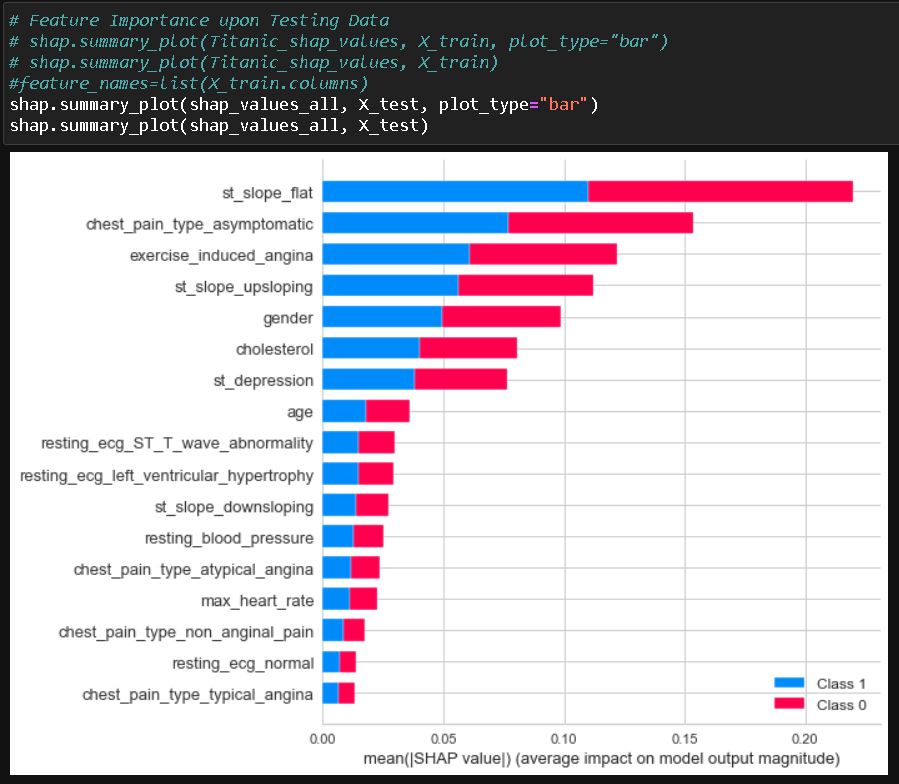 # Feature Importance upon Testing Data
# shap.summary_plot(Titanic_shap_values, X_train, plot_type="bar")
# shap.summary_plot(Titanic_shap_values, X_train)
#feature_names=list(X_train.columns)
shap.summary_plot(shap_values_all, X_test, plot_type="bar")
shap.summary_plot(shap_values_all, X_test)
st_slope_flat
chest_pain_type_asymptomatic
exercise_induced_angina
st_slope_upsloping
gender
cholesterol
st_depression
age
resting_ecg_ST_T_wave_abnormality
resting_ecg_left_ventricular_hypertrophy
st_slope_downsloping
resting_blood_pressure
chest_pain_type_atypical_angina
max_heart_rate
chest_pain_type_non_anginal_pain
resting_ecg_normal
chest_pain_type_typical_angina
Class 1
Class 0
0.00 0.05 0.10 0.15 0.20
mean(|SHAP value|) (average impact on model output magnitude)